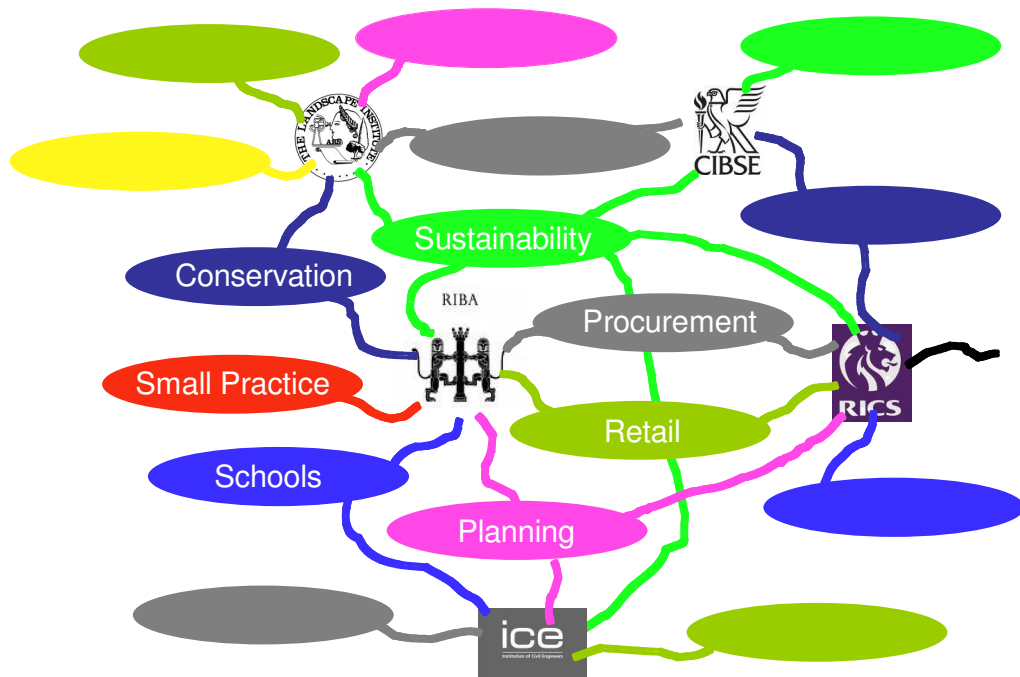 THE LANDSCAPE INSTITUTE
CIBSE
Sustainability
Conservation
RIBA
Procurement
Small Practice
RICS
Retail
Schools
Planning
ice
Institution of Civil Engineers